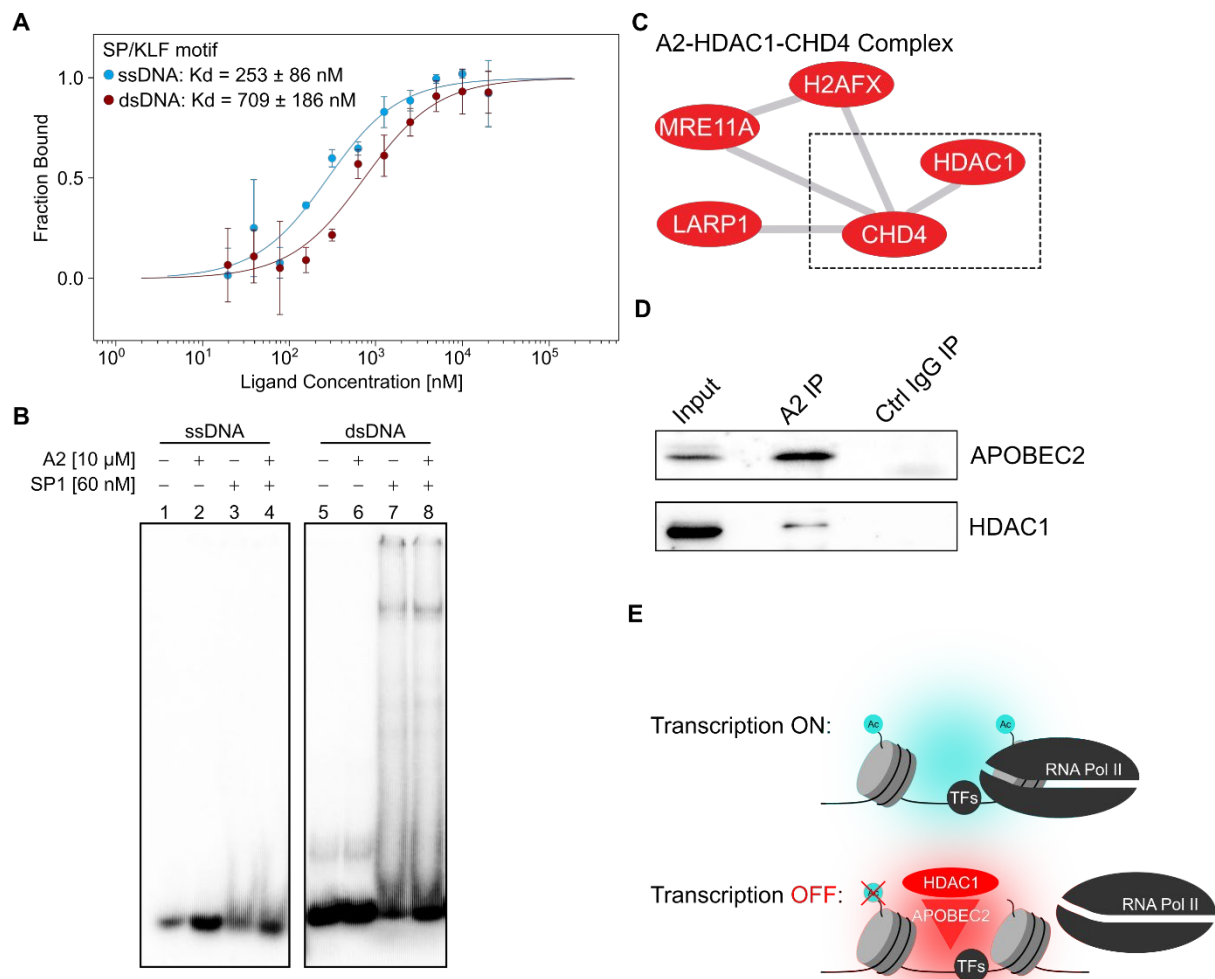 A
SP/KLF motif
ssDNA: Kd = 253 ± 86 nM
dsDNA: Kd = 709 ± 186 nM
1.0
0.5
0.0
Fraction Bound
10⁰ 10¹ 10² 10³ 10⁴ 10⁵
Ligand Concentration [nM]
B
ssDNA dsDNA
A2 [10 µM] − + − + − + − +
SP1 [60 nM] − − + + − − + +
1 2 3 4 5 6 7 8
C
A2-HDAC1-CHD4 Complex
H2AFX
MRE11A
HDAC1
LARP1
CHD4
D
Input A2 IP Ctrl IgG IP
APOBEC2
HDAC1
E
Transcription ON:
Ac Ac
RNA Pol II
TFs
Transcription OFF:
HDAC1
Ac
APOBEC2
RNA Pol II
TFs